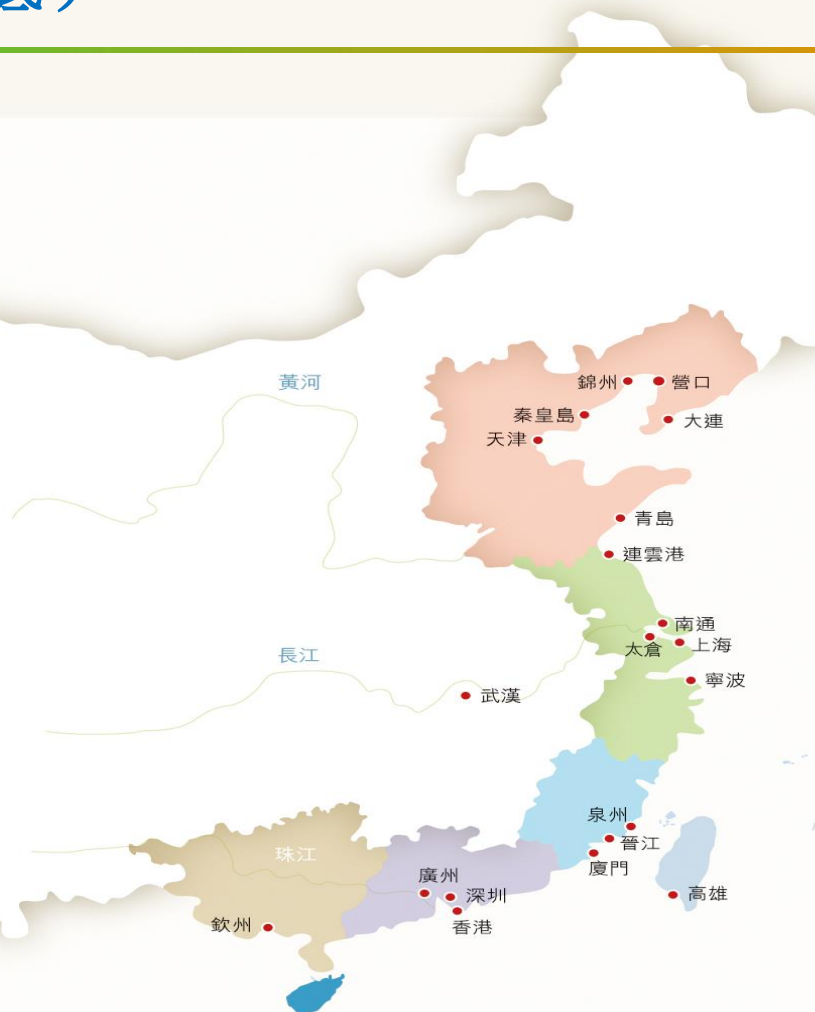 黃河
錦州
營口
秦皇島
大連
天津
青島
連雲港
南通
太倉
上海
長江
寧波
武漢
泉州
晉江
珠江
廈門
廣州
深圳
高雄
香港
欽州